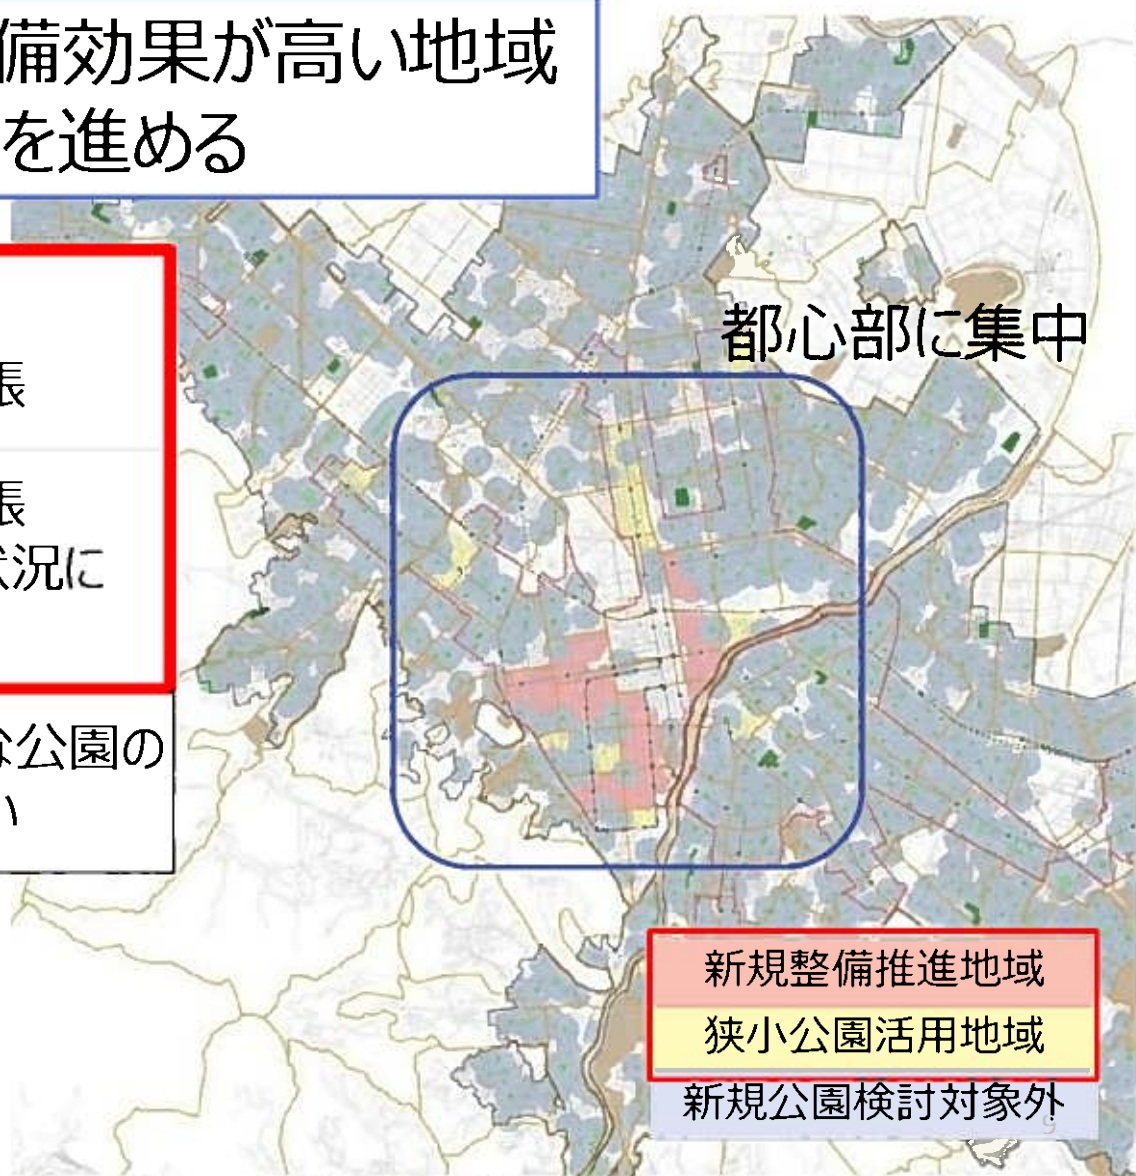 備効果が高い地域
を進める
張
張
状況に
な公園の
い
都心部に集中
新規整備推進地域
狭小公園活用地域
新規公園検討対象外
9